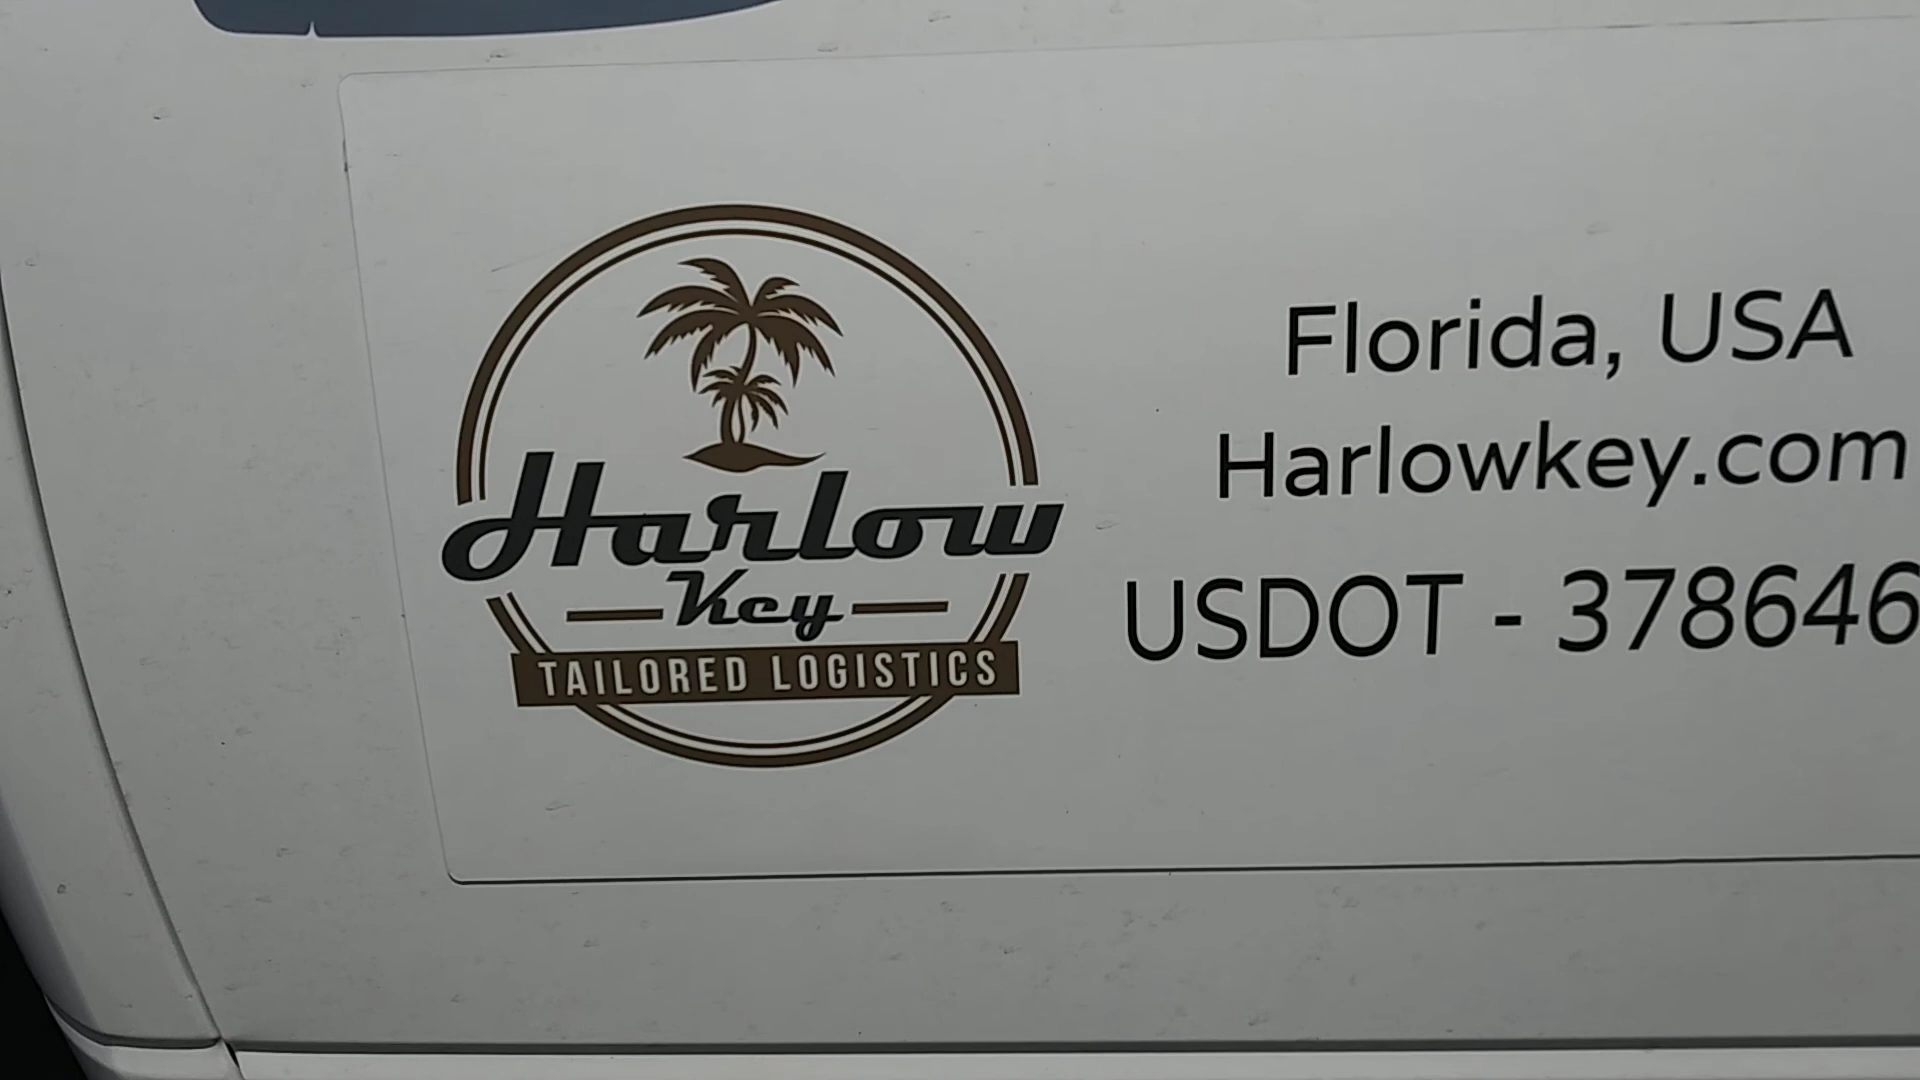 Harlow
Key
TAILORED LOGISTICS
Florida, USA
Harlowkey.com
USDOT - 378646